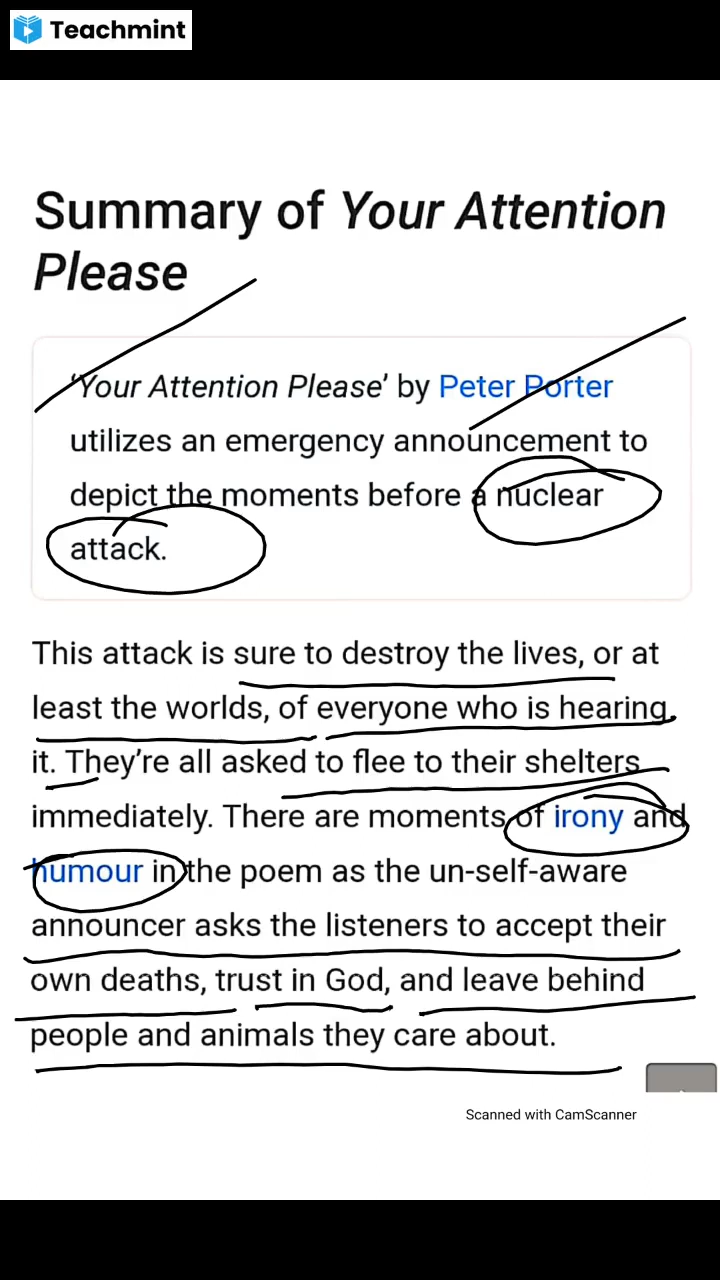 Teachmint
Summary of Your Attention
Please
'Your Attention Please' by Peter Porter
utilizes an emergency announcement to
depict the moments before a nuclear
attack.
This attack is sure to destroy the lives, or at
least the worlds, of everyone who is hearing
it. They're all asked to flee to their shelters
immediately. There are moments of irony and
humour in the poem as the un-self-aware
announcer asks the listeners to accept their
own deaths, trust in God, and leave behind
people and animals they care about.
Scanned with CamScanner